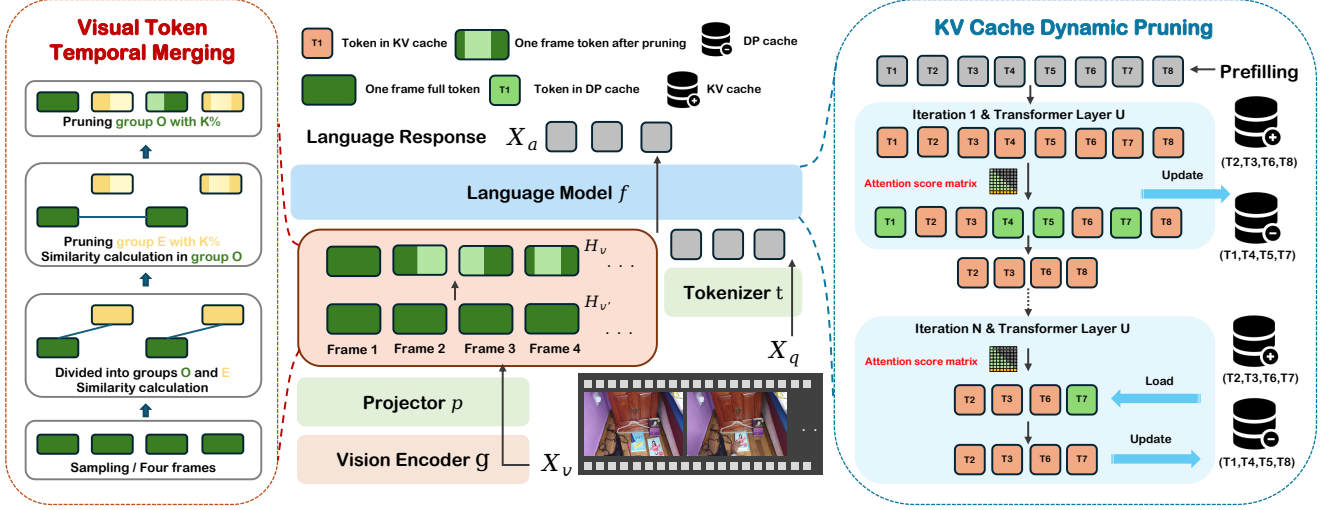 Visual Token
Temporal Merging
Pruning group O with K%
Pruning group E with K%
Similarity calculation in group O
Divided into groups O and E
Similarity calculation
Sampling / Four frames
T1
Token in KV cache
One frame token after pruning
DP cache
One frame full token
T1
Token in DP cache
KV cache
Language Response
X_a
Language Model f
H_v
. . .
H_v'
. . .
Frame 1
Frame 2
Frame 3
Frame 4
Tokenizer t
X_q
Projector p
Vision Encoder g
X_v
. .
KV Cache Dynamic Pruning
T1 T2 T3 T4 T5 T6 T7 T8
Prefilling
Iteration 1 & Transformer Layer U
T1 T2 T3 T4 T5 T6 T7 T8
(T2,T3,T6,T8)
Attention score matrix
Update
T1 T2 T3 T4 T5 T6 T7 T8
(T1,T4,T5,T7)
T2 T3 T6 T8
Iteration N & Transformer Layer U
Attention score matrix
(T2,T3,T6,T7)
Load
T2 T3 T6 T7
Update
T2 T3 T6 T7
(T1,T4,T5,T8)